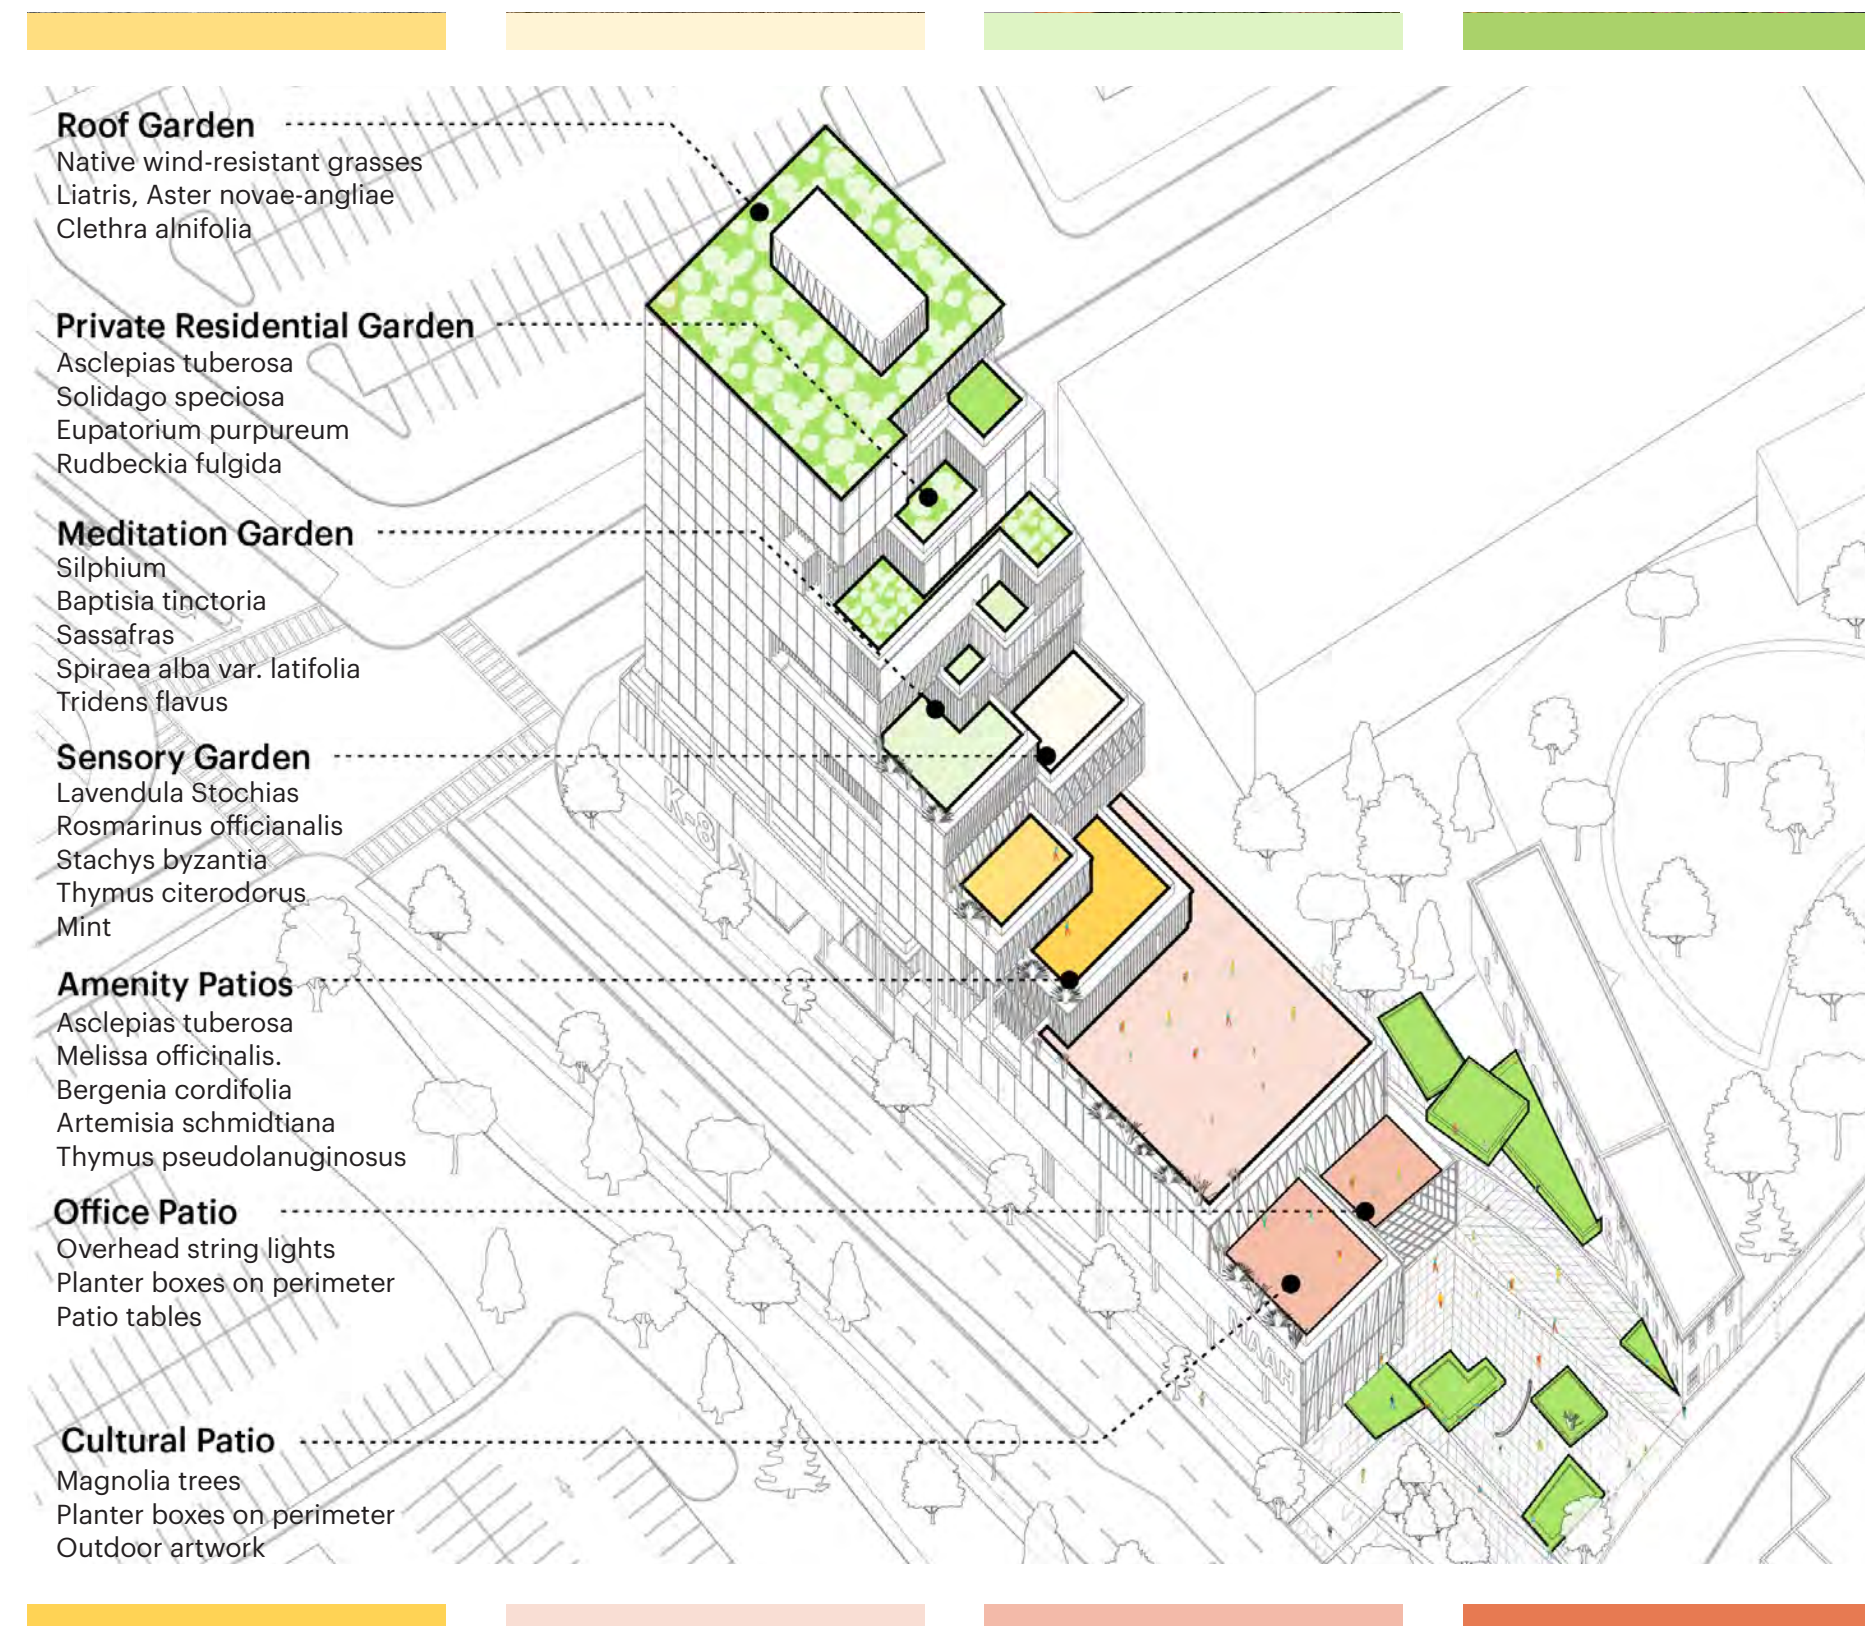 Roof Garden
Native wind-resistant grasses
Liatris, Aster novae-angliae
Clethra alnifolia
Private Residential Garden
Asclepias tuberosa
Solidago speciosa
Eupatorium purpureum
Rudbeckia fulgida
Meditation Garden
Silphium
Baptisia tinctoria
Sassafras
Spiraea alba var. latifolia
Tridens flavus
Sensory Garden
Lavendula Stochias
Rosmarinus officianalis
Stachys byzantia
Thymus citerodorus
Mint
Amenity Patios
Asclepias tuberosa
Melissa officinalis.
Bergenia cordifolia
Artemisia schmidtiana
Thymus pseudolanuginosus
Office Patio
Overhead string lights
Planter boxes on perimeter
Patio tables
Cultural Patio
Magnolia trees
Planter boxes on perimeter
Outdoor artwork
K-8
NAAH